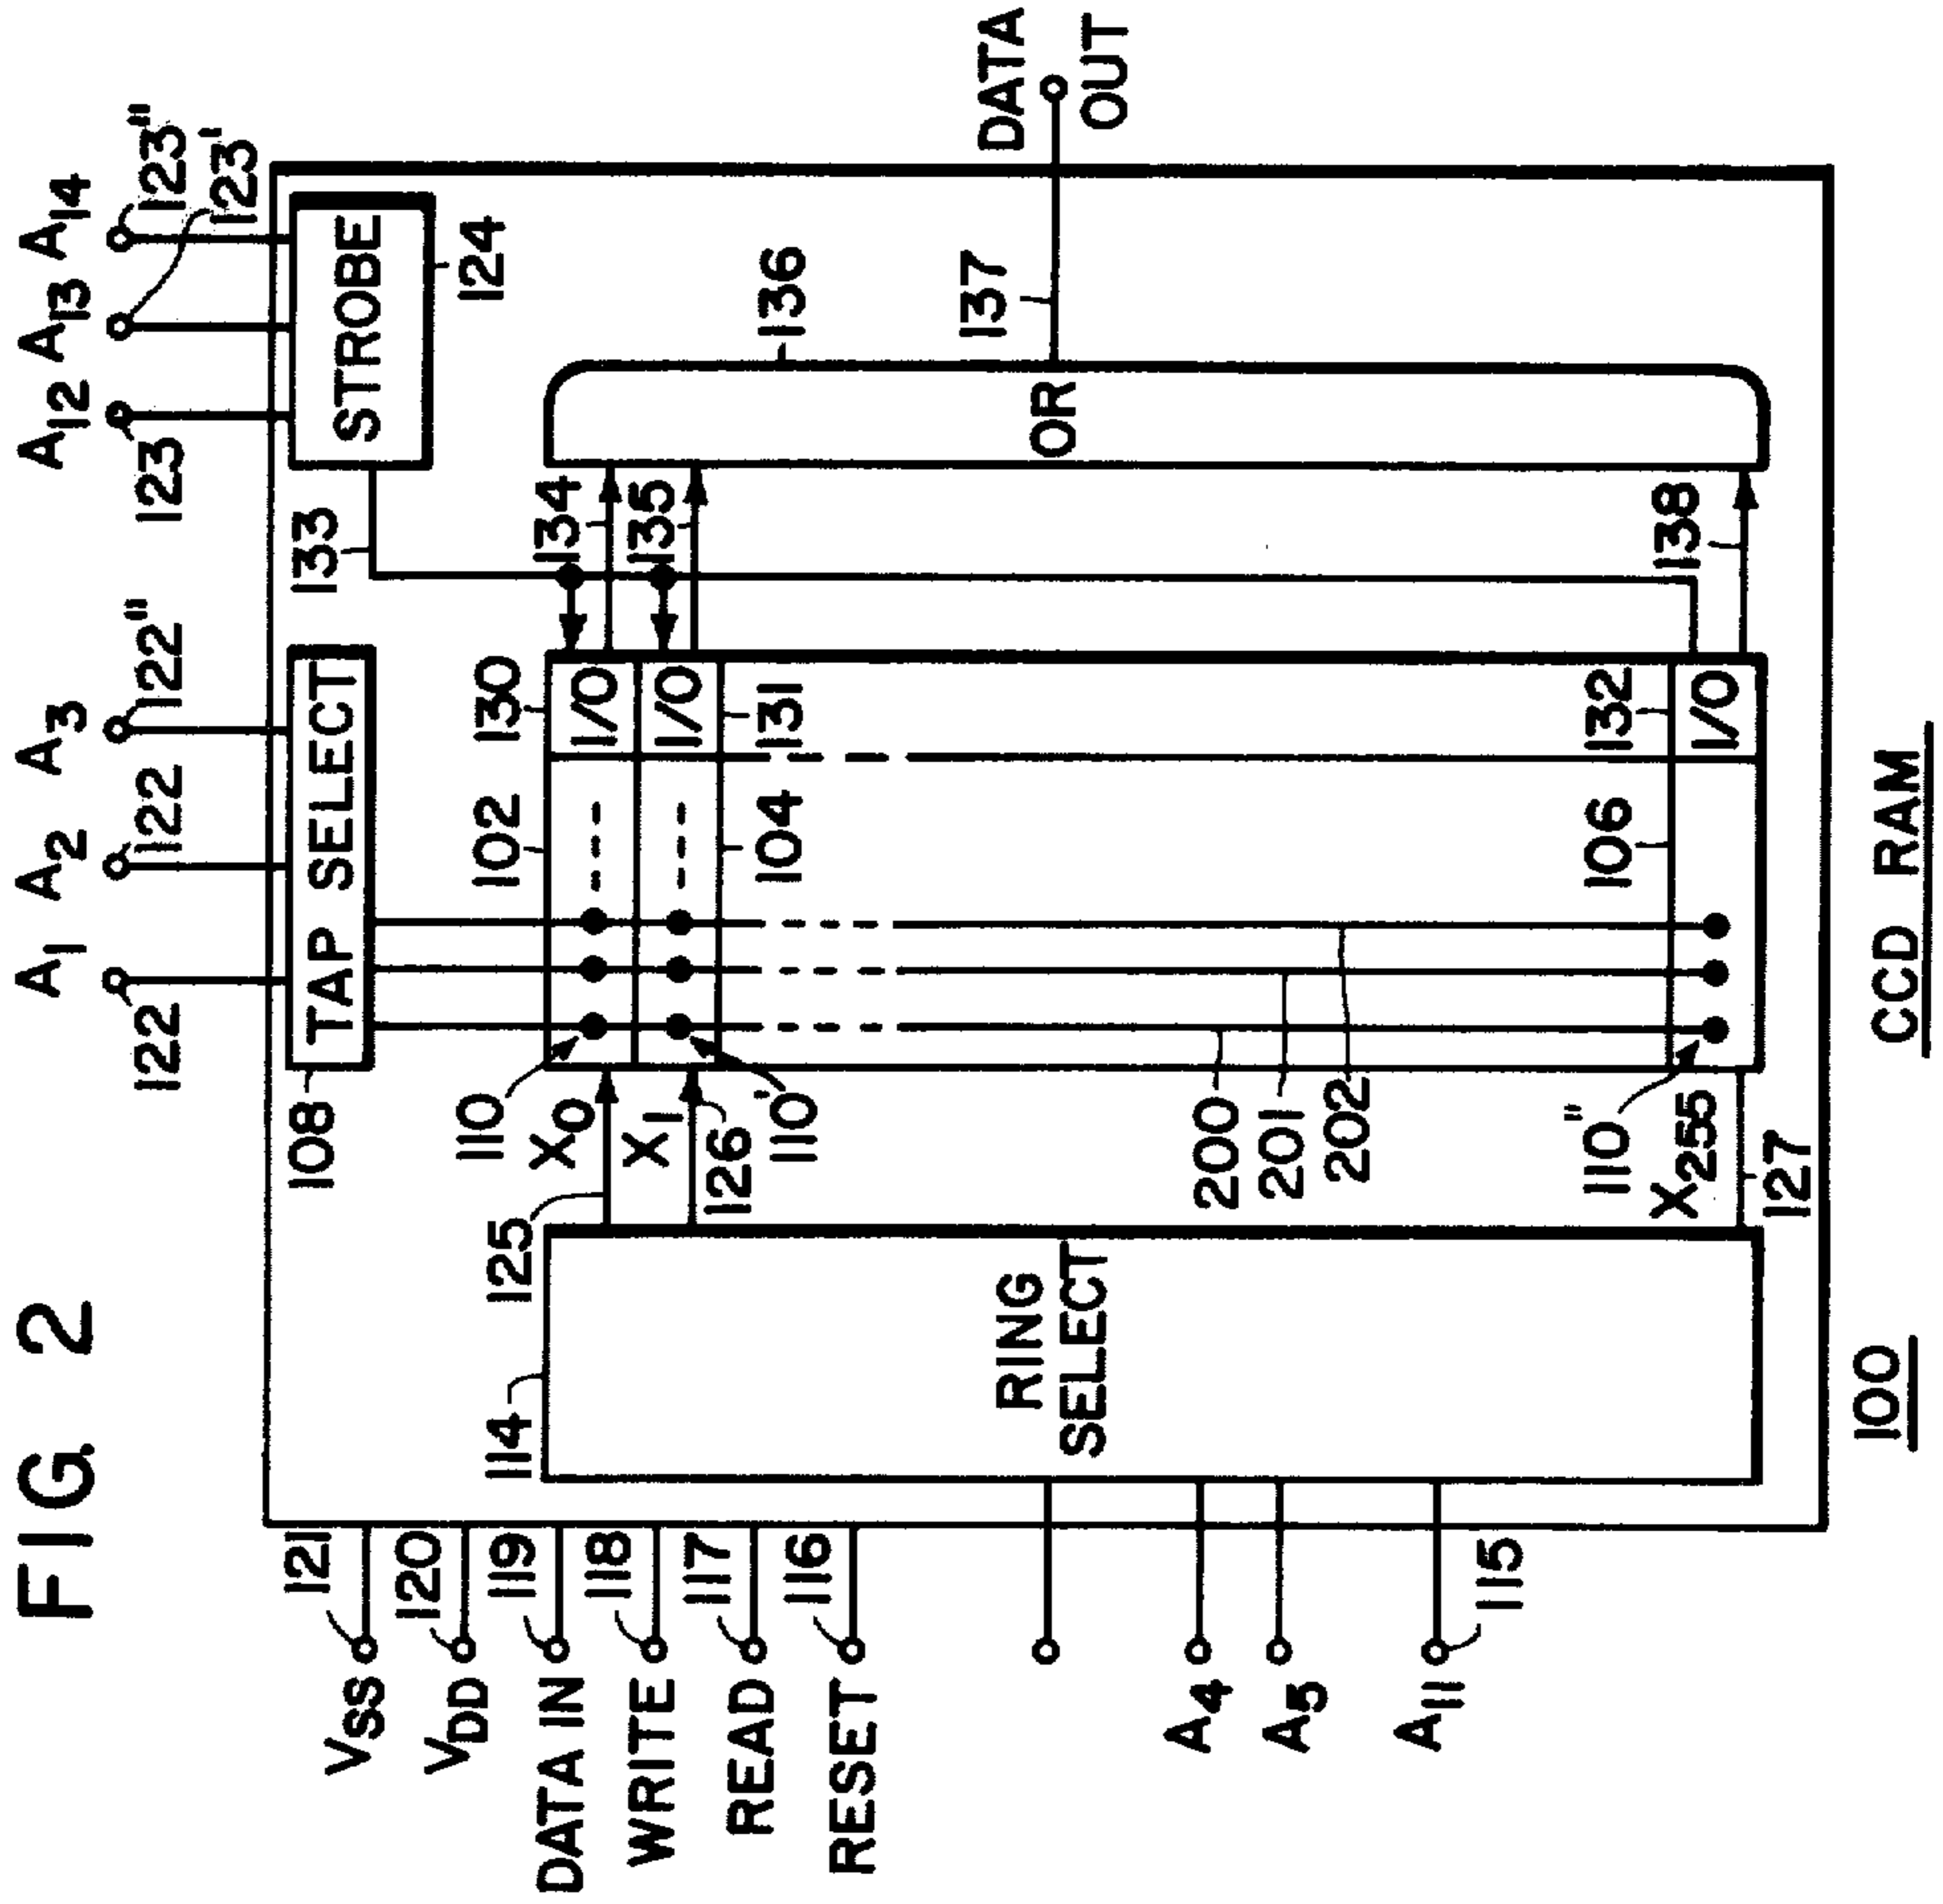 FIG. 2
A1 A2 A3 A12 A13 A14
122 122' 122" 123 123' 123"
108 TAP SELECT
STROBE
124
133
VSS 121
VDD 120
DATA IN 119
WRITE 118
READ 117
RESET 116
A4
A5
A11 115
114
RING
SELECT
125
X0
X1
126
110
110'
102
104
130
131
I/O
I/O
134
135
136
OR
137
DATA
OUT
200
201
202
110"
X255
127
106
132
I/O
138
100
CCD RAM